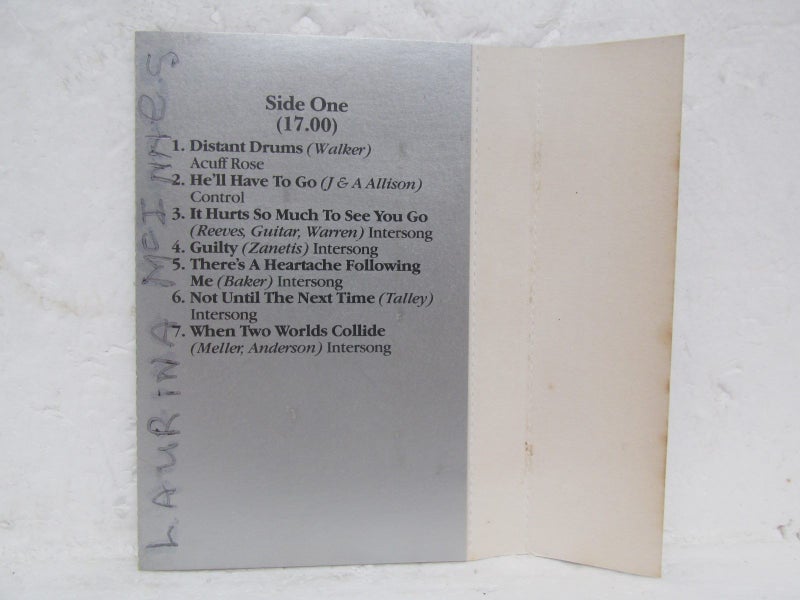 Side One
(17.00)
1. Distant Drums (Walker)
Acuff Rose
2. He'll Have To Go (J & A Allison)
Control
3. It Hurts So Much To See You Go
(Reeves, Guitar, Warren) Intersong
4. Guilty (Zanetis) Intersong
5. There's A Heartache Following
Me (Baker) Intersong
6. Not Until The Next Time (Talley)
Intersong
7. When Two Worlds Collide
(Meller, Anderson) Intersong
LAURINA McINNES